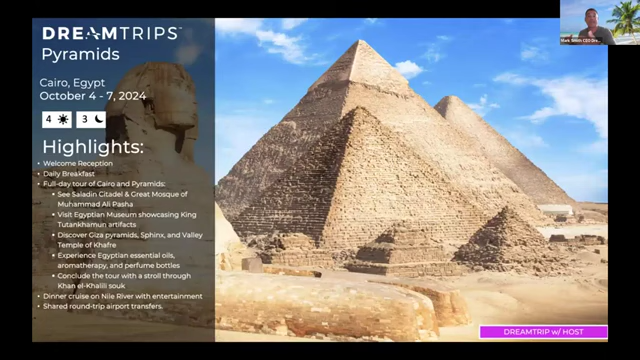 DREAMTRIPS
Pyramids
Cairo, Egypt
October 4 - 7, 2024
4 3
Highlights:
• Welcome Reception
• Daily Breakfast
• Full-day tour of Cairo and Pyramids:
• See Saladin Citadel & Great Mosque of
Muhammad Ali Pasha
• Visit Egyptian Museum showcasing King
Tutankhamun artifacts
• Discover Giza pyramids, Sphinx, and Valley
Temple of Khafre
• Experience Egyptian essential oils,
aromatherapy, and perfume bottles
• Conclude the tour with a stroll through
Khan el-Khalili souk
• Dinner cruise on Nile River with entertainment
• Shared round-trip airport transfers.
DREAMTRIP w/ HOST
Mark Smith CEO Dre...